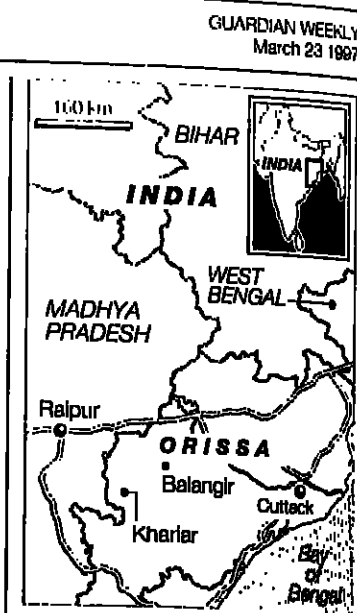 GUARDIAN WEEKLY
March 23 1997
160 km
BIHAR
INDIA
INDIA
WEST
BENGAL
MADHYA
PRADESH
Raipur
ORISSA
Balangir
Cuttack
Khariar
Bay
of
Bengal